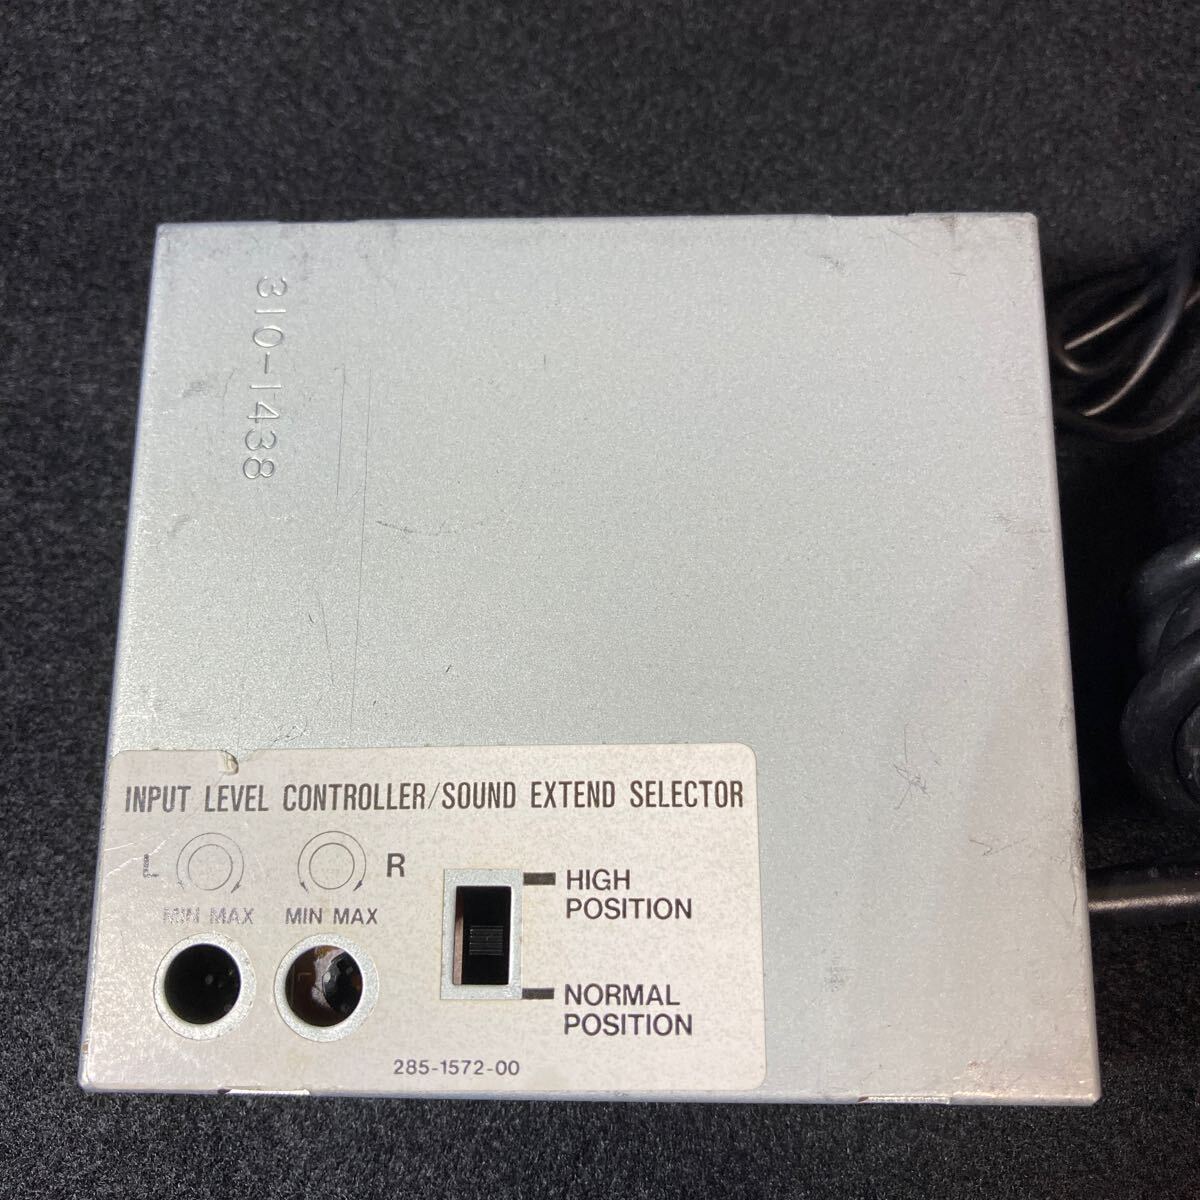 310-1438
INPUT LEVEL CONTROLLER/SOUND EXTEND SELECTOR
L R
MIN MAX MIN MAX
HIGH
POSITION
NORMAL
POSITION
285-1572-00